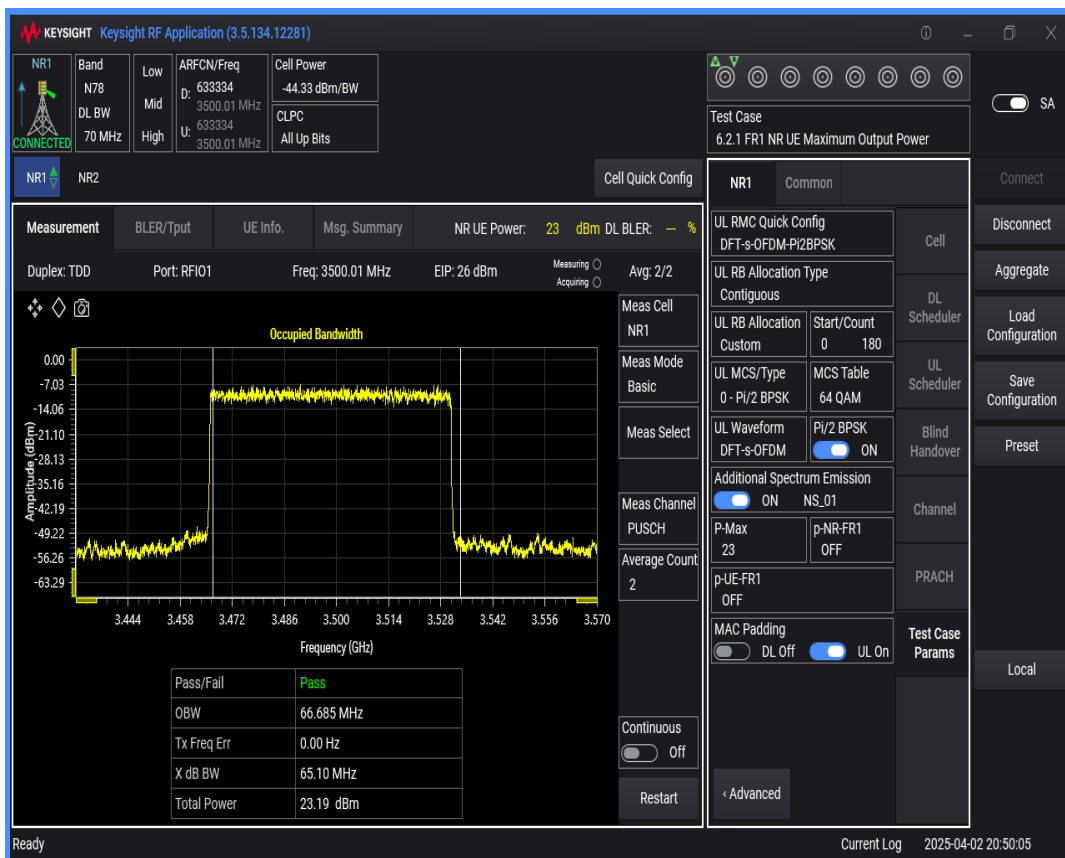 KEYSIGHT Keysight RF Application (3.5.134.12281)
NR1
CONNECTED
Band
N78
DL BW
70 MHz
Low
Mid
High
ARFCN/Freq
D: 633334
3500.01 MHz
U: 633334
3500.01 MHz
Cell Power
-44.33 dBm/BW
CLPC
All Up Bits
Test Case
6.2.1 FR1 NR UE Maximum Output Power
SA
NR1 NR2
Cell Quick Config
Measurement BLER/Tput UE Info. Msg. Summary NR UE Power: 23 dBm DL BLER: — %
Duplex: TDD Port: RFIO1 Freq: 3500.01 MHz EIP: 26 dBm Measuring Acquiring Avg: 2/2
Occupied Bandwidth
Amplitude (dBm)
0.00
-7.03
-14.06
-21.10
-28.13
-35.16
-42.19
-49.22
-56.26
-63.29
3.444 3.458 3.472 3.486 3.500 3.514 3.528 3.542 3.556 3.570
Frequency (GHz)
Pass/Fail Pass
OBW 66.685 MHz
Tx Freq Err 0.00 Hz
X dB BW 65.10 MHz
Total Power 23.19 dBm
Meas Cell
NR1
Meas Mode
Basic
Meas Select
Meas Channel
PUSCH
Average Count
2
Continuous
Off
Restart
NR1 Common
UL RMC Quick Config
DFT-s-OFDM-Pi2BPSK
UL RB Allocation Type
Contiguous
UL RB Allocation
Custom
Start/Count
0 180
UL MCS/Type
0 - Pi/2 BPSK
MCS Table
64 QAM
UL Waveform
DFT-s-OFDM
Pi/2 BPSK
ON
Additional Spectrum Emission
ON NS_01
P-Max
23
p-NR-FR1
OFF
p-UE-FR1
OFF
MAC Padding
DL Off UL On
‹ Advanced
Cell
DL
Scheduler
UL
Scheduler
Blind
Handover
Channel
PRACH
Test Case
Params
Connect
Disconnect
Aggregate
Load
Configuration
Save
Configuration
Preset
Local
Ready
Current Log 2025-04-02 20:50:05